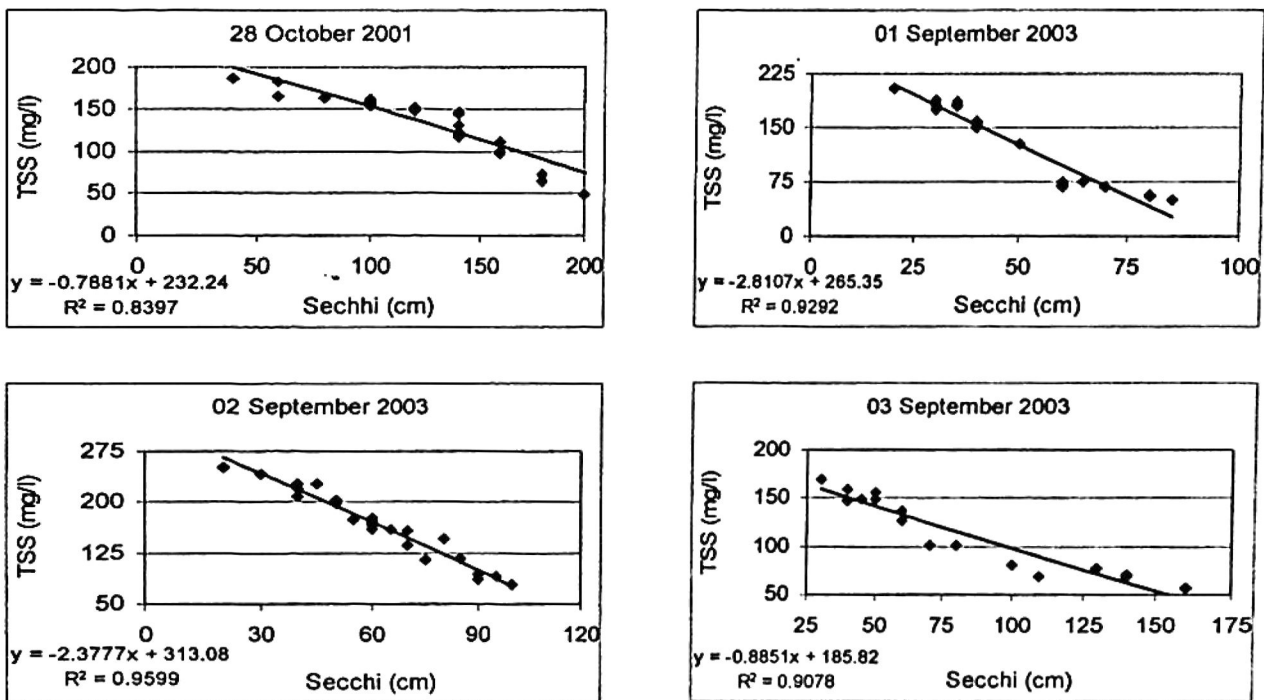 28 October 2001
TSS (mg/l)
200
150
100
50
0
0 50 100 150 200
y = -0.7881x + 232.24
R² = 0.8397
Sechhi (cm)
01 September 2003
TSS (mg/l)
225
150
75
0
0 25 50 75 100
y = -2.8107x + 265.35
R² = 0.9292
Secchi (cm)
02 September 2003
TSS (mg/l)
275
200
125
50
0 30 60 90 120
y = -2.3777x + 313.08
R² = 0.9599
Secchi (cm)
03 September 2003
TSS (mg/l)
200
150
100
50
25 50 75 100 125 150 175
y = -0.8851x + 185.82
R² = 0.9078
Secchi (cm)